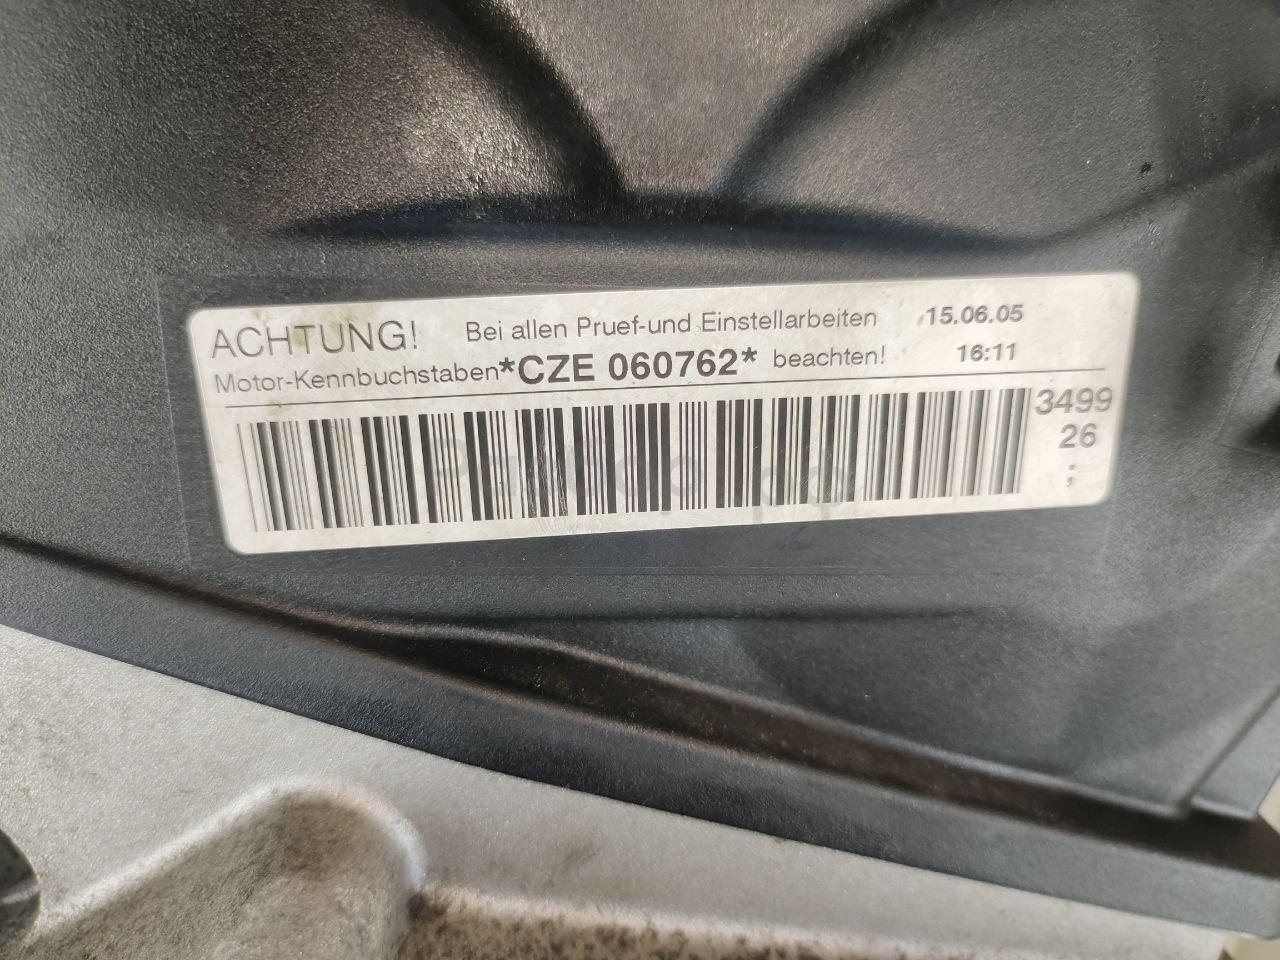 ACHTUNG! Bei allen Pruef-und Einstellarbeiten 15.06.05
Motor-Kennbuchstaben*CZE 060762* beachten! 16:11
3499
26
;